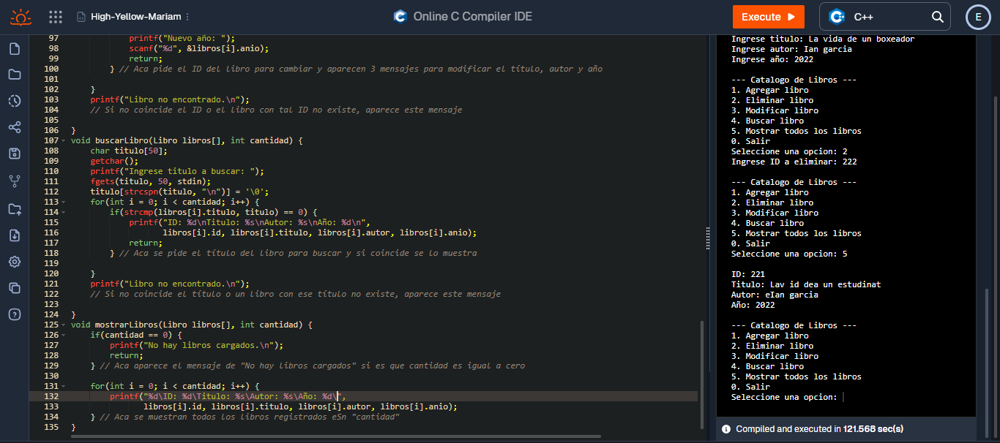 High-Yellow-Mariam
Online C Compiler IDE
Execute
C++
E
97 printf("Nuevo año: ");
98 scanf("%d", &libros[i].anio);
99 return;
100 } // Aca pide el ID del libro para cambiar y aparecen 3 mensajes para modificar el título, autor y año
101
102 }
103 printf("Libro no encontrado.\n");
104 // Si no coincide el ID o el libro con tal ID no existe, aparece este mensaje
105
106 }
107 void buscarLibro(Libro libros[], int cantidad) {
108 char titulo[50];
109 getchar();
110 printf("Ingrese titulo a buscar: ");
111 fgets(titulo, 50, stdin);
112 titulo[strcspn(titulo, "\n")] = '\0';
113 for(int i = 0; i < cantidad; i++) {
114 if(strcmp(libros[i].titulo, titulo) == 0) {
115 printf("ID: %d\nTitulo: %s\nAutor: %s\nAño: %d\n",
116 libros[i].id, libros[i].titulo, libros[i].autor, libros[i].anio);
117 return;
118 } // Aca se pide el título del libro para buscar y si coincide se lo muestra
119
120 }
121 printf("Libro no encontrado.\n");
122 // Si no coincide el título o un libro con ese título no existe, aparece este mensaje
123
124 }
125 void mostrarLibros(Libro libros[], int cantidad) {
126 if(cantidad == 0) {
127 printf("No hay libros cargados.\n");
128 return;
129 } // Aca aparece el mensaje de "No hay libros cargados" si es que cantidad es igual a cero
130
131 for(int i = 0; i < cantidad; i++) {
132 printf("%d\ID: %d\Titulo: %s\Autor: %s\Año: %d\",
133 libros[i].id, libros[i].titulo, libros[i].autor, libros[i].anio);
134 } // Aca se muestran todos los libros registrados eSn "cantidad"
135 }
Ingrese titulo: La vida de un boxeador
Ingrese autor: Ian garcia
Ingrese año: 2022
--- Catalogo de Libros ---
1. Agregar libro
2. Eliminar libro
3. Modificar libro
4. Buscar libro
5. Mostrar todos los libros
0. Salir
Seleccione una opcion: 2
Ingrese ID a eliminar: 222
--- Catalogo de Libros ---
1. Agregar libro
2. Eliminar libro
3. Modificar libro
4. Buscar libro
5. Mostrar todos los libros
0. Salir
Seleccione una opcion: 5
ID: 221
Titulo: Lav id dea un estudinat
Autor: eIan garcia
Año: 2022
--- Catalogo de Libros ---
1. Agregar libro
2. Eliminar libro
3. Modificar libro
4. Buscar libro
5. Mostrar todos los libros
0. Salir
Seleccione una opcion:
Compiled and executed in 121.568 sec(s)